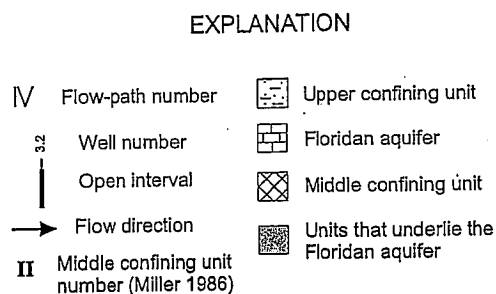 EXPLANATION
IV Flow-path number
3.2 Well number
Open interval
Flow direction
II Middle confining unit
number (Miller 1986)
Upper confining unit
Floridan aquifer
Middle confining unit
Units that underlie the
Floridan aquifer